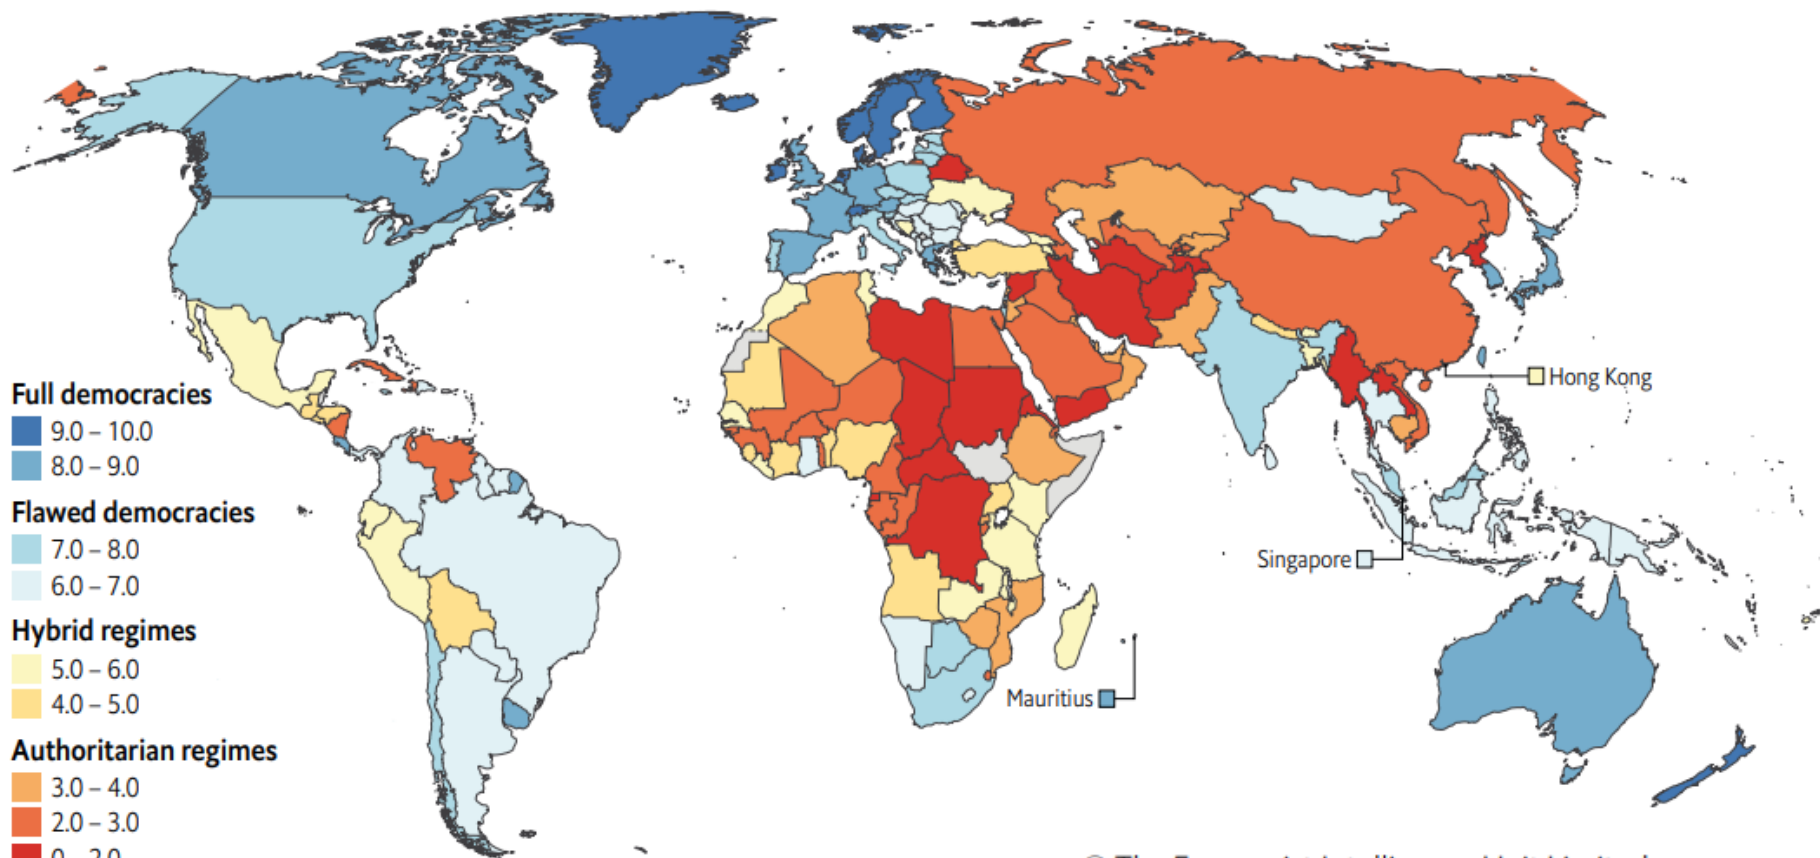 Full democracies
9.0 – 10.0
8.0 – 9.0
Flawed democracies
7.0 – 8.0
6.0 – 7.0
Hybrid regimes
5.0 – 6.0
4.0 – 5.0
Authoritarian regimes
3.0 – 4.0
2.0 – 3.0
Hong Kong
Singapore
Mauritius